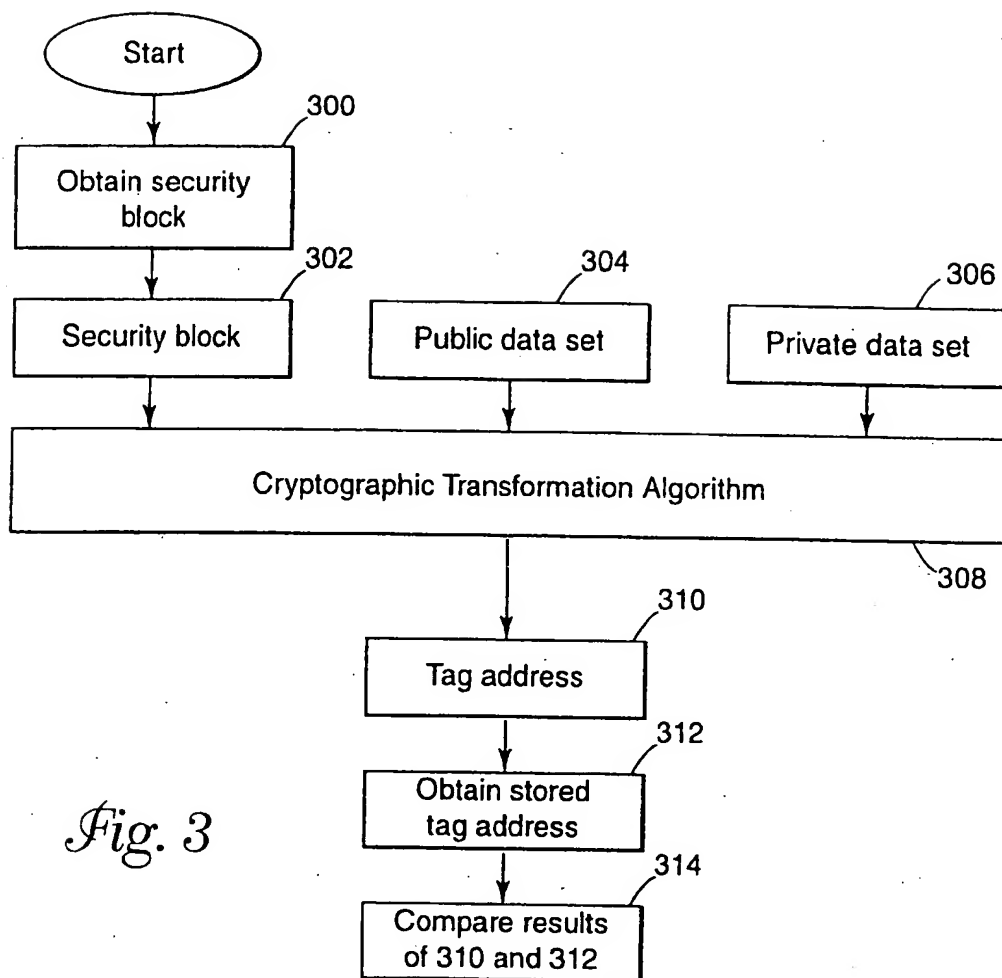 Start
300
Obtain security
block
302
Security block
304
Public data set
306
Private data set
Cryptographic Transformation Algorithm
308
310
Tag address
312
Obtain stored
tag address
314
Compare results
of 310 and 312
Fig. 3